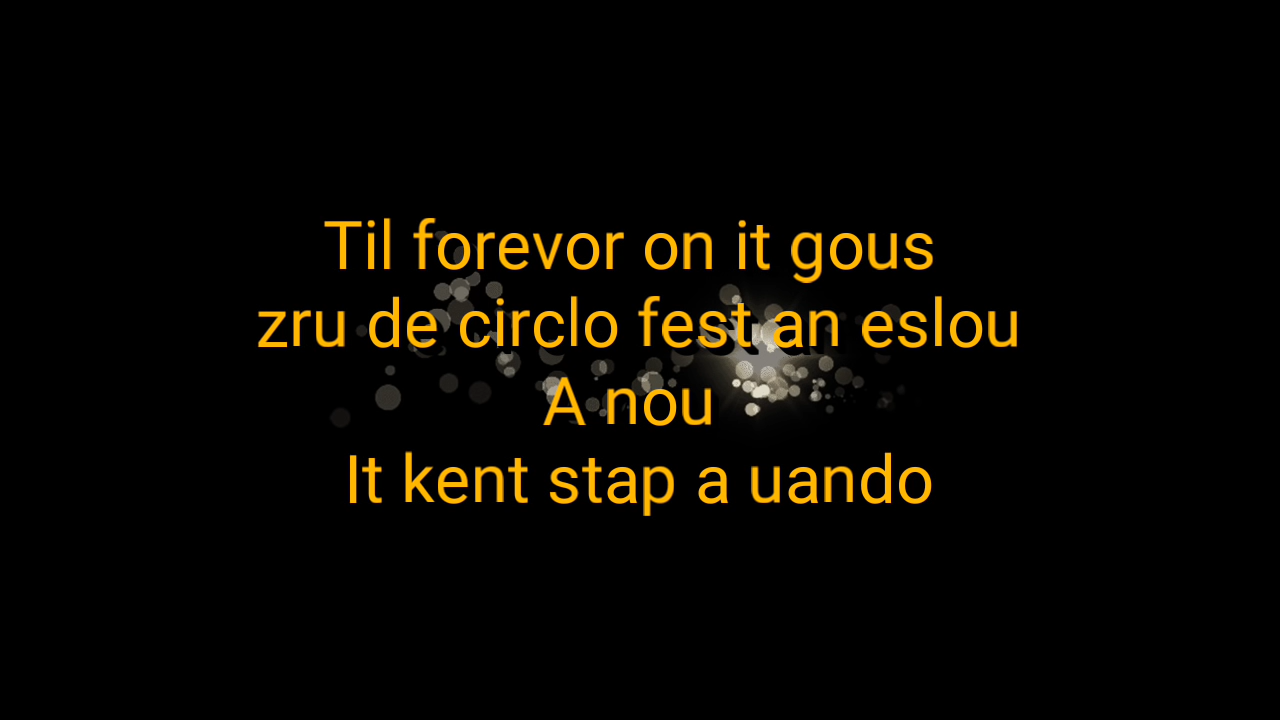 Til forevor on it gous
zru de circlo fest an eslou
A nou
It kent stap a uando